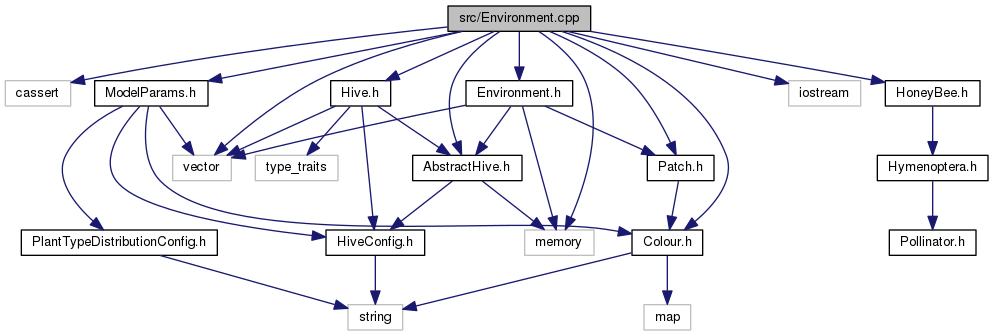 src/Environment.cpp
cassert
ModelParams.h
Hive.h
Environment.h
iostream
HoneyBee.h
vector
type_traits
AbstractHive.h
Patch.h
Hymenoptera.h
PlantTypeDistributionConfig.h
HiveConfig.h
memory
Colour.h
Pollinator.h
string
map